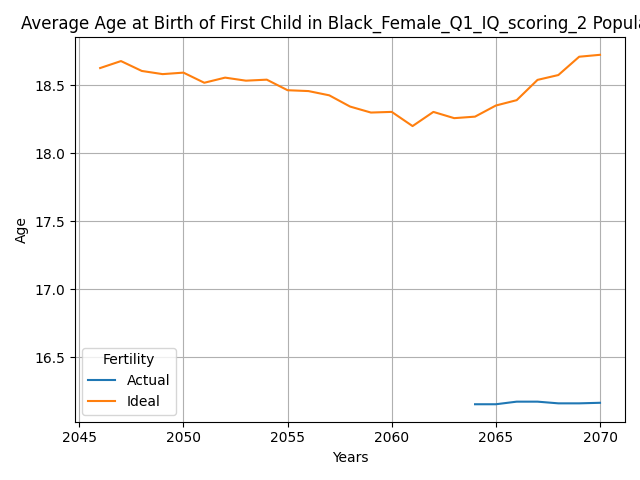 Average Age at Birth of First Child in Black_Female_Q1_IQ_scoring_2
18.5
18.0
17.5
17.0
16.5
Age
Fertility
Actual
Ideal
2045 2050 2055 2060 2065 2070
Years